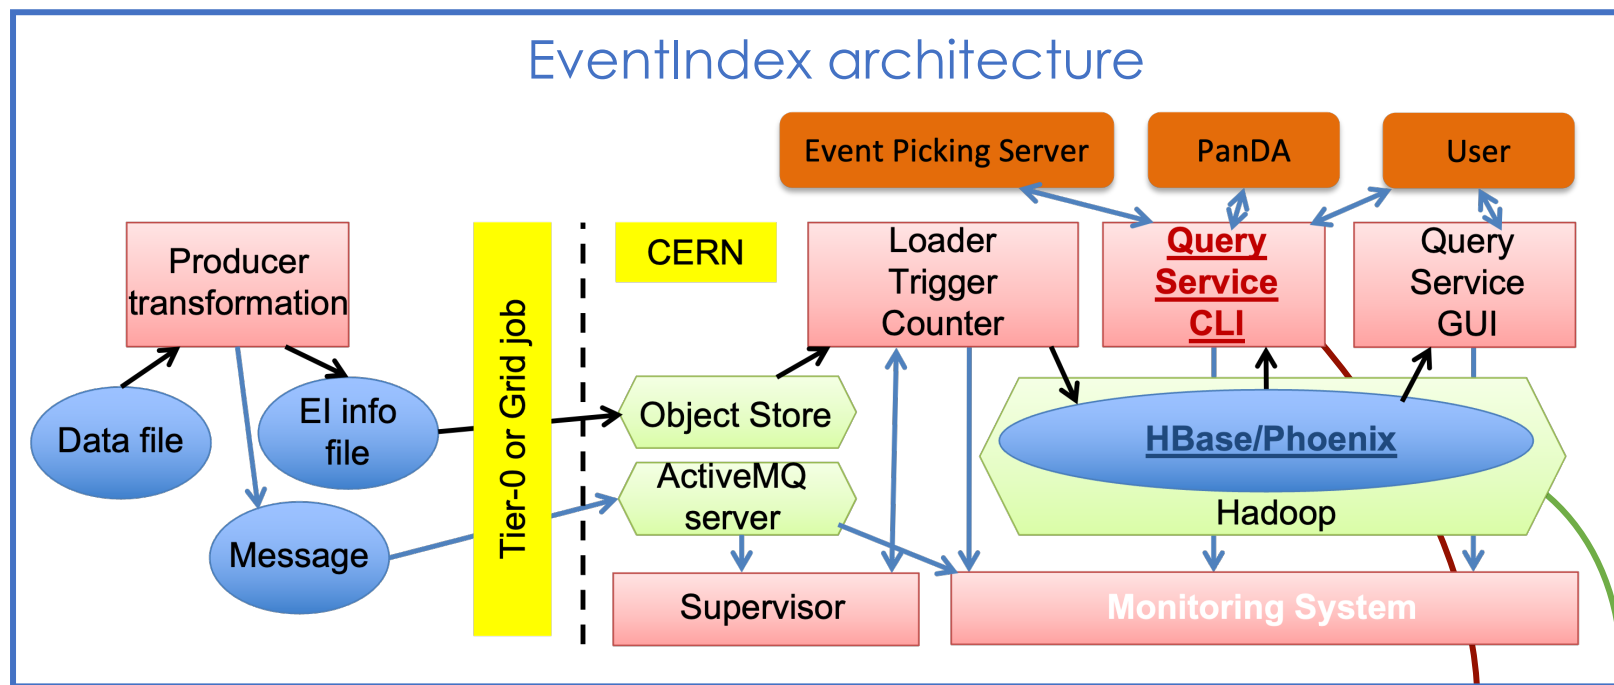 EventIndex architecture
Event Picking Server
PanDA
User
Producer
transformation
Tier-0 or Grid job
CERN
Loader
Trigger
Counter
Query
Service
CLI
Query
Service
GUI
Data file
EI info
file
Object Store
HBase/Phoenix
Hadoop
ActiveMQ
server
Message
Supervisor
Monitoring System